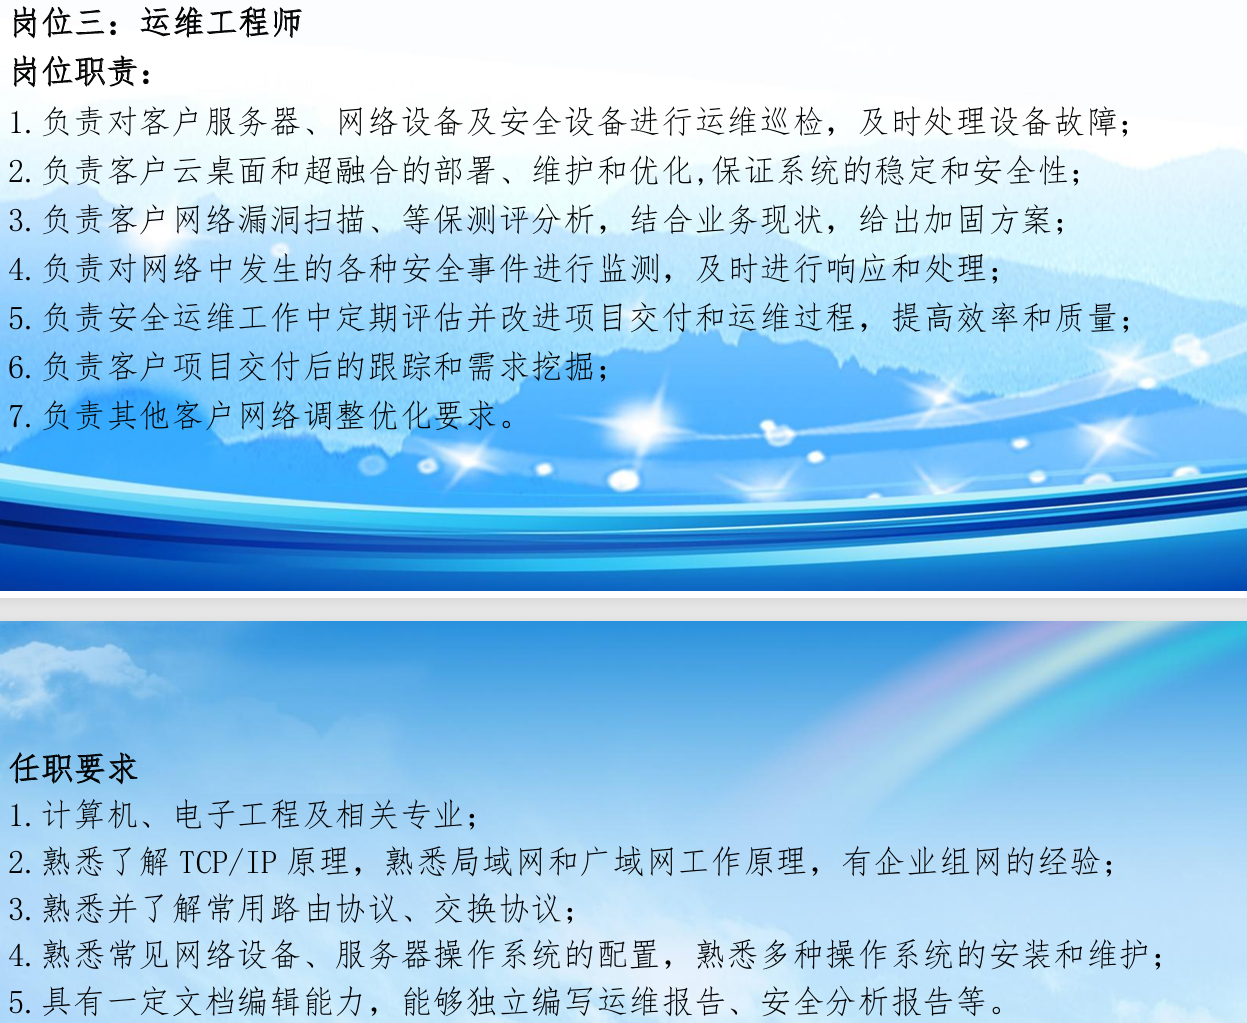 岗位三：运维工程师
岗位职责：
1.负责对客户服务器、网络设备及安全设备进行运维巡检，及时处理设备故障；
2.负责客户云桌面和超融合的部署、维护和优化,保证系统的稳定和安全性；
3.负责客户网络漏洞扫描、等保测评分析，结合业务现状，给出加固方案；
4.负责对网络中发生的各种安全事件进行监测，及时进行响应和处理；
5.负责安全运维工作中定期评估并改进项目交付和运维过程，提高效率和质量；
6.负责客户项目交付后的跟踪和需求挖掘；
7.负责其他客户网络调整优化要求。
任职要求
1.计算机、电子工程及相关专业；
2.熟悉了解 TCP/IP 原理，熟悉局域网和广域网工作原理，有企业组网的经验；
3.熟悉并了解常用路由协议、交换协议；
4.熟悉常见网络设备、服务器操作系统的配置，熟悉多种操作系统的安装和维护；
5.具有一定文档编辑能力，能够独立编写运维报告、安全分析报告等。